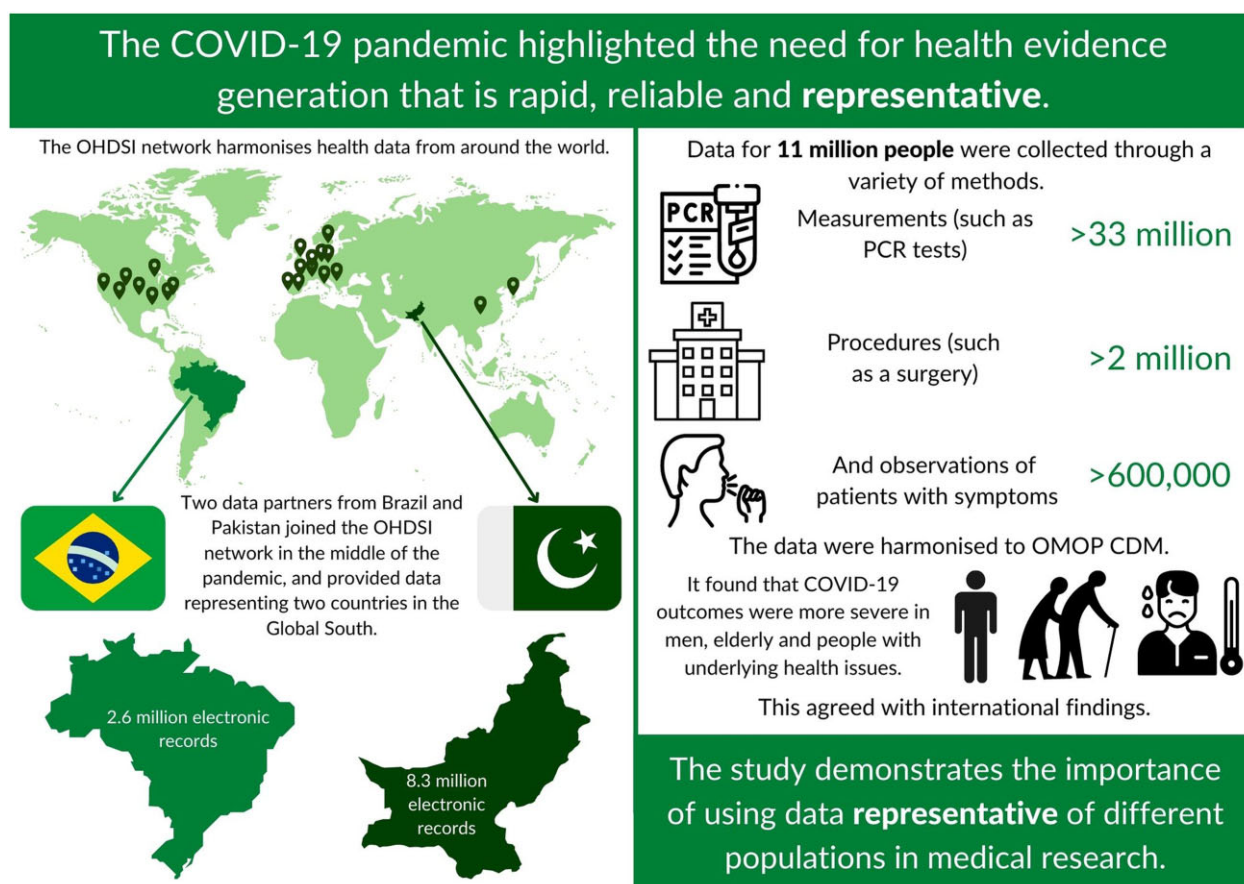 The COVID-19 pandemic highlighted the need for health evidence
generation that is rapid, reliable and representative.
The OHDSI network harmonises health data from around the world.
Two data partners from Brazil and
Pakistan joined the OHDSI
network in the middle of the
pandemic, and provided data
representing two countries in the
Global South.
2.6 million electronic
records
8.3 million
electronic
records
Data for 11 million people were collected through a
variety of methods.
PCR
Measurements (such as
PCR tests)
>33 million
Procedures (such
as a surgery)
>2 million
And observations of
patients with symptoms
>600,000
The data were harmonised to OMOP CDM.
It found that COVID-19
outcomes were more severe in
men, elderly and people with
underlying health issues.
This agreed with international findings.
The study demonstrates the importance
of using data representative of different
populations in medical research.